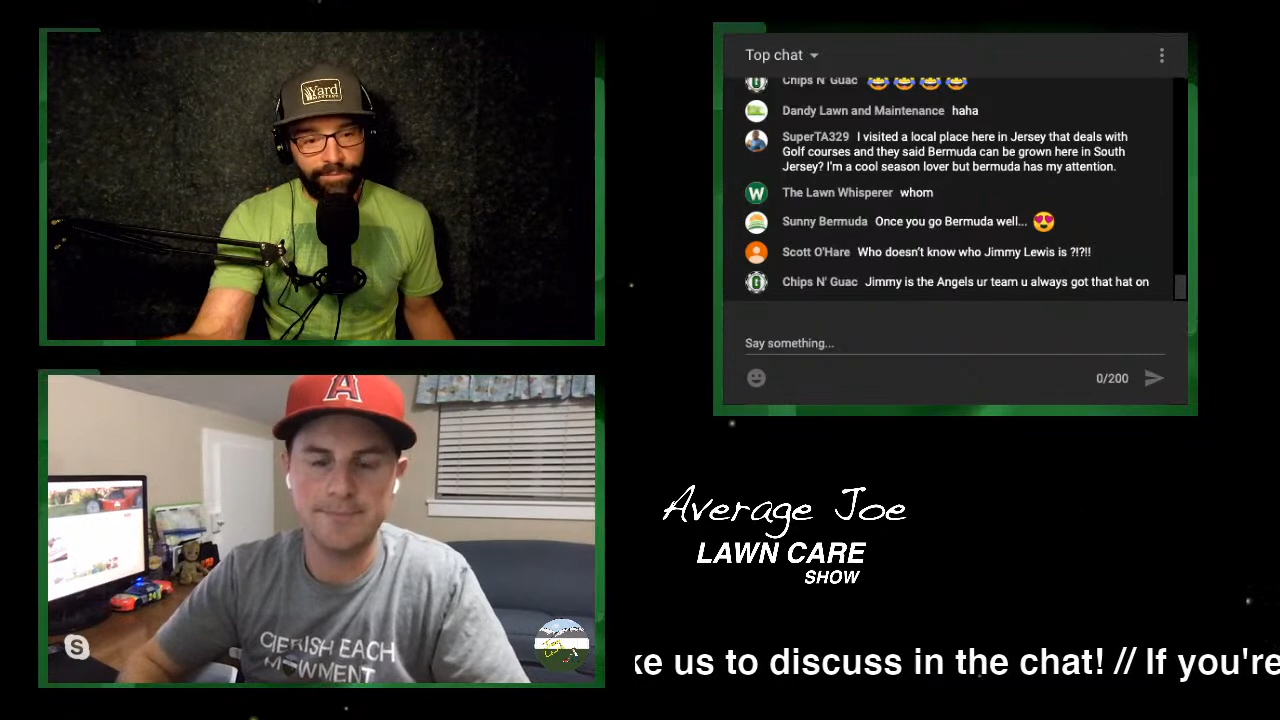 Yard
A
24
CHERISH EACH
MOWMENT
S
Top chat
Chips N' Guac
Dandy Lawn and Maintenance haha
SuperTA329 I visited a local place here in Jersey that deals with
Golf courses and they said Bermuda can be grown here in South
Jersey? I'm a cool season lover but bermuda has my attention.
W The Lawn Whisperer whom
Sunny Bermuda Once you go Bermuda well...
Scott O'Hare Who doesn't know who Jimmy Lewis is ?!?!!
G Chips N' Guac Jimmy is the Angels ur team u always got that hat on
Say something...
0/200
Average Joe
LAWN CARE
SHOW
ke us to discuss in the chat! // If you're